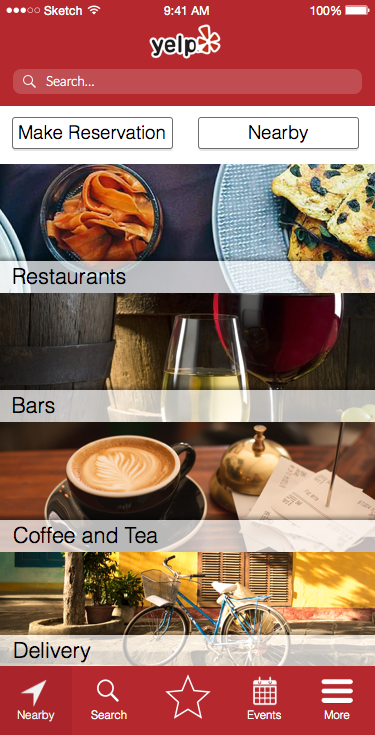 Sketch 9:41 AM 100%
yelp
Search...
Make Reservation Nearby
Restaurants
Bars
Coffee and Tea
Delivery
Nearby Search Events More